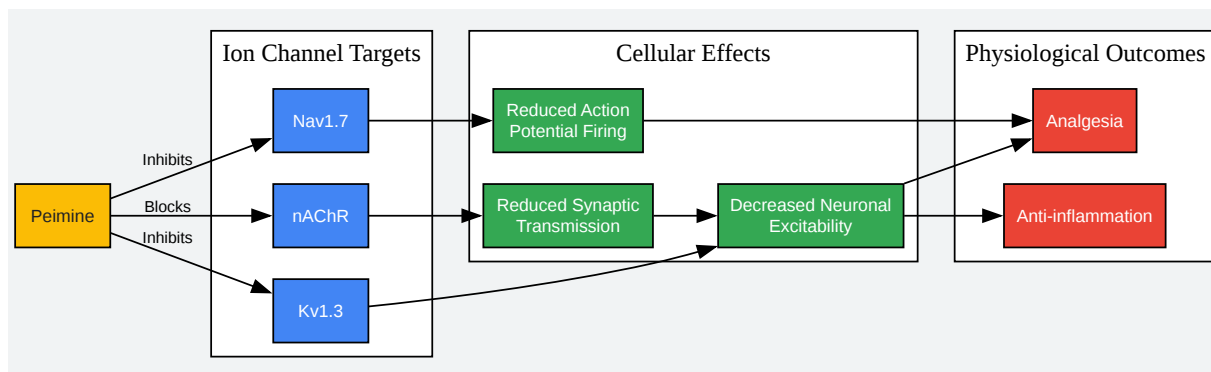 Ion Channel Targets
Cellular Effects
Physiological Outcomes
Peimine
Inhibits
Blocks
Inhibits
Nav1.7
nAChR
Kv1.3
Reduced Action
Potential Firing
Reduced Synaptic
Transmission
Decreased Neuronal
Excitability
Analgesia
Anti-inflammation